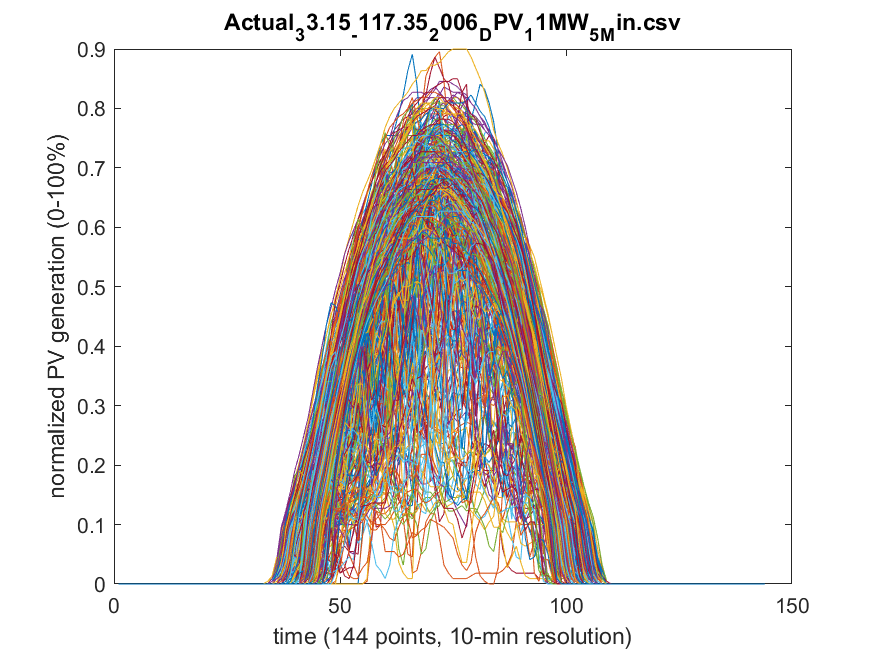 Actual_33.15_-117.35_2006_DPV_11MW_5Min.csv
0.9
0.8
0.7
0.6
0.5
0.4
0.3
0.2
0.1
0
0 50 100 150
normalized PV generation (0-100%)
time (144 points, 10-min resolution)